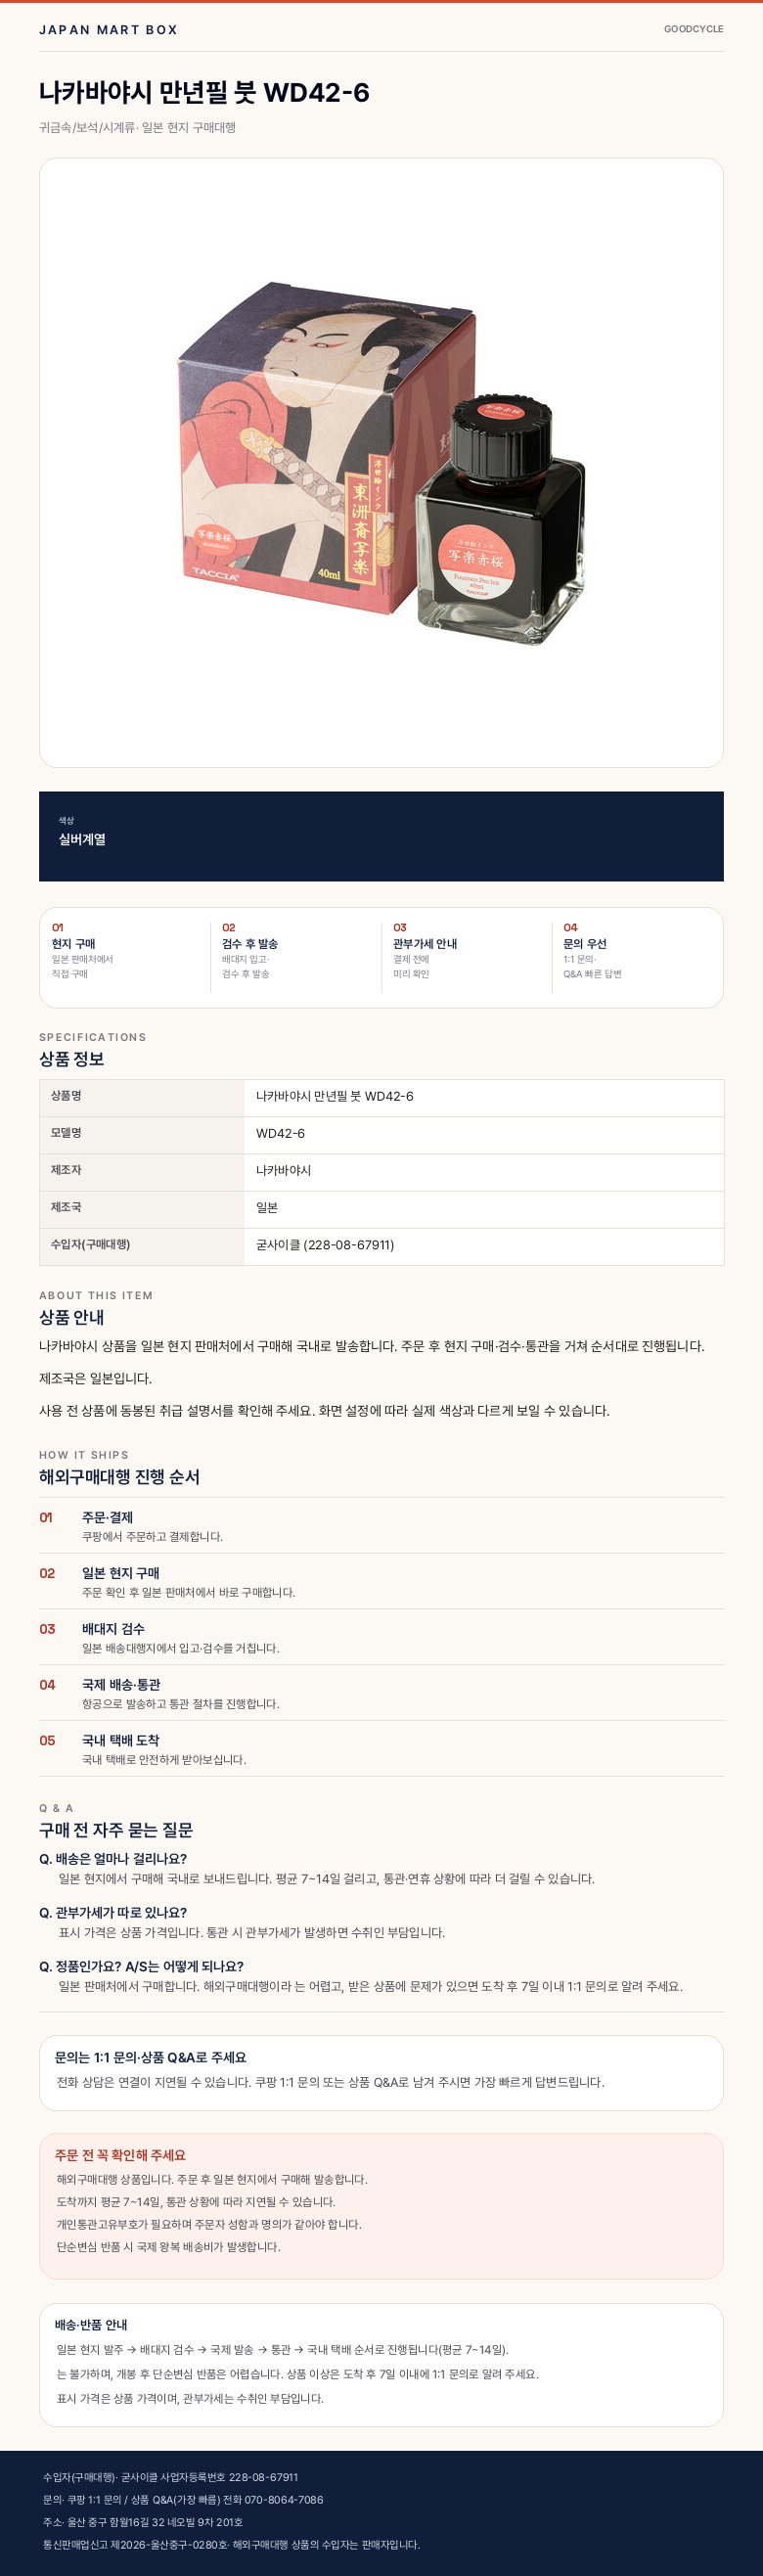 JAPAN MART BOX
GOODCYCLE
나카바야시 만년필 붓 WD42-6
귀금속/보석/시계류· 일본 현지 구매대행
浮世絵インク
東洲斎写楽
写楽赤桜
TACCIA
40ml
写楽赤桜
浮世絵インク
写楽赤桜
Fountain Pen Ink
40ml
TACCIA
색상
실버계열
01
현지 구매
일본 판매처에서
직접 구매
02
검수 후 발송
배대지 입고·
검수 후 발송
03
관부가세 안내
결제 전에
미리 확인
04
문의 우선
1:1 문의·
Q&A 빠른 답변
SPECIFICATIONS
상품 정보
상품명 나카바야시 만년필 붓 WD42-6
모델명 WD42-6
제조자 나카바야시
제조국 일본
수입자(구매대행) 굳사이클 (228-08-67911)
ABOUT THIS ITEM
상품 안내
나카바야시 상품을 일본 현지 판매처에서 구매해 국내로 발송합니다. 주문 후 현지 구매·검수·통관을 거쳐 순서대로 진행됩니다.
제조국은 일본입니다.
사용 전 상품에 동봉된 취급 설명서를 확인해 주세요. 화면 설정에 따라 실제 색상과 다르게 보일 수 있습니다.
HOW IT SHIPS
해외구매대행 진행 순서
01 주문·결제
쿠팡에서 주문하고 결제합니다.
02 일본 현지 구매
주문 확인 후 일본 판매처에서 바로 구매합니다.
03 배대지 검수
일본 배송대행지에서 입고·검수를 거칩니다.
04 국제 배송·통관
항공으로 발송하고 통관 절차를 진행합니다.
05 국내 택배 도착
국내 택배로 안전하게 받아보십니다.
Q & A
구매 전 자주 묻는 질문
Q. 배송은 얼마나 걸리나요?
일본 현지에서 구매해 국내로 보내드립니다. 평균 7~14일 걸리고, 통관·연휴 상황에 따라 더 걸릴 수 있습니다.
Q. 관부가세가 따로 있나요?
표시 가격은 상품 가격입니다. 통관 시 관부가세가 발생하면 수취인 부담입니다.
Q. 정품인가요? A/S는 어떻게 되나요?
일본 판매처에서 구매합니다. 해외구매대행이라 는 어렵고, 받은 상품에 문제가 있으면 도착 후 7일 이내 1:1 문의로 알려 주세요.
문의는 1:1 문의·상품 Q&A로 주세요
전화 상담은 연결이 지연될 수 있습니다. 쿠팡 1:1 문의 또는 상품 Q&A로 남겨 주시면 가장 빠르게 답변드립니다.
주문 전 꼭 확인해 주세요
해외구매대행 상품입니다. 주문 후 일본 현지에서 구매해 발송합니다.
도착까지 평균 7~14일, 통관 상황에 따라 지연될 수 있습니다.
개인통관고유부호가 필요하며 주문자 성함과 명의가 같아야 합니다.
단순변심 반품 시 국제 왕복 배송비가 발생합니다.
배송·반품 안내
일본 현지 발주 → 배대지 검수 → 국제 발송 → 통관 → 국내 택배 순서로 진행됩니다(평균 7~14일).
는 불가하며, 개봉 후 단순변심 반품은 어렵습니다. 상품 이상은 도착 후 7일 이내에 1:1 문의로 알려 주세요.
표시 가격은 상품 가격이며, 관부가세는 수취인 부담입니다.
수입자(구매대행)· 굳사이클 사업자등록번호 228-08-67911
문의· 쿠팡 1:1 문의 / 상품 Q&A(가장 빠름) 전화 070-8064-7086
주소· 울산 중구 함월16길 32 네오빌 9차 201호
통신판매업신고 제2026-울산중구-0280호· 해외구매대행 상품의 수입자는 판매자입니다.